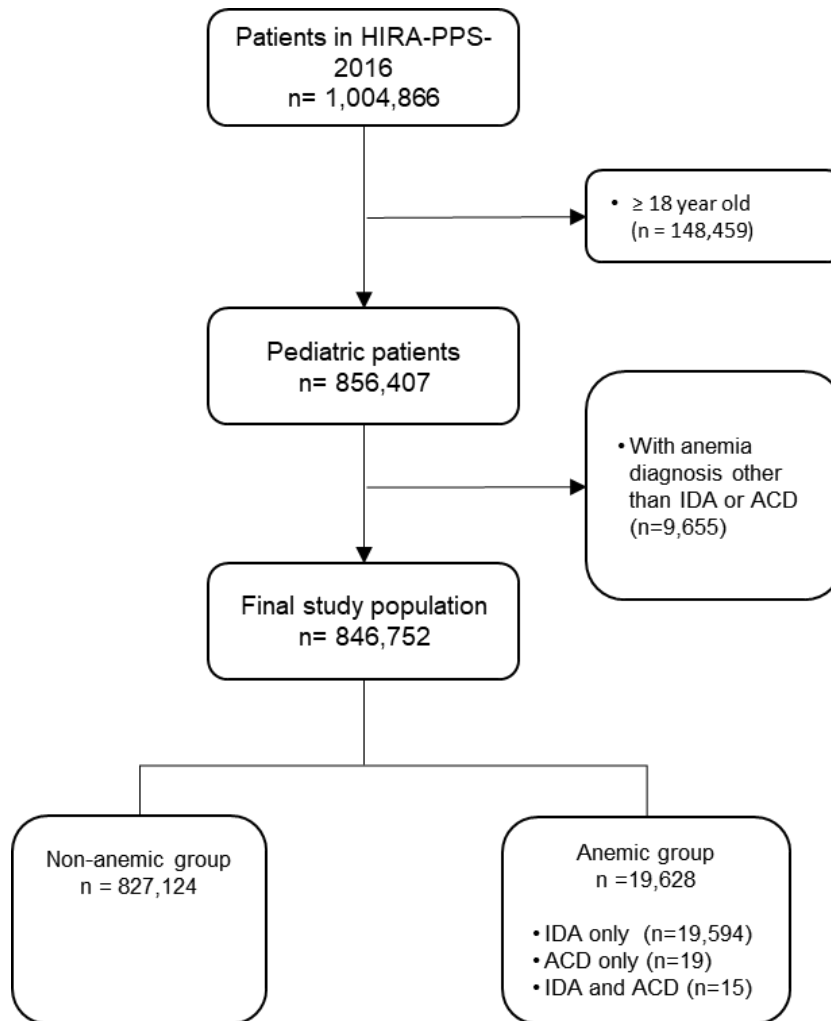 Patients in HIRA-PPS-
2016
n= 1,004,866
• ≥ 18 year old
(n = 148,459)
Pediatric patients
n= 856,407
• With anemia
diagnosis other
than IDA or ACD
(n=9,655)
Final study population
n= 846,752
Non-anemic group
n = 827,124
Anemic group
n =19,628
• IDA only (n=19,594)
• ACD only (n=19)
• IDA and ACD (n=15)